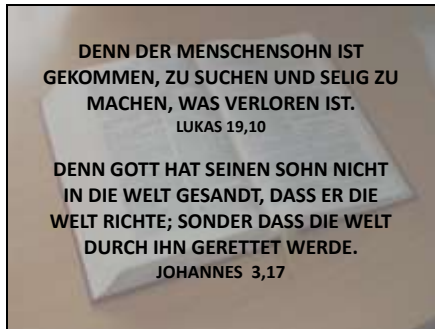 DENN DER MENSCHENSOHN IST
GEKOMMEN, ZU SUCHEN UND SELIG ZU
MACHEN, WAS VERLOREN IST.
LUKAS 19,10
DENN GOTT HAT SEINEN SOHN NICHT
IN DIE WELT GESANDT, DASS ER DIE
WELT RICHTE; SONDER DASS DIE WELT
DURCH IHN GERETTET WERDE.
JOHANNES 3,17